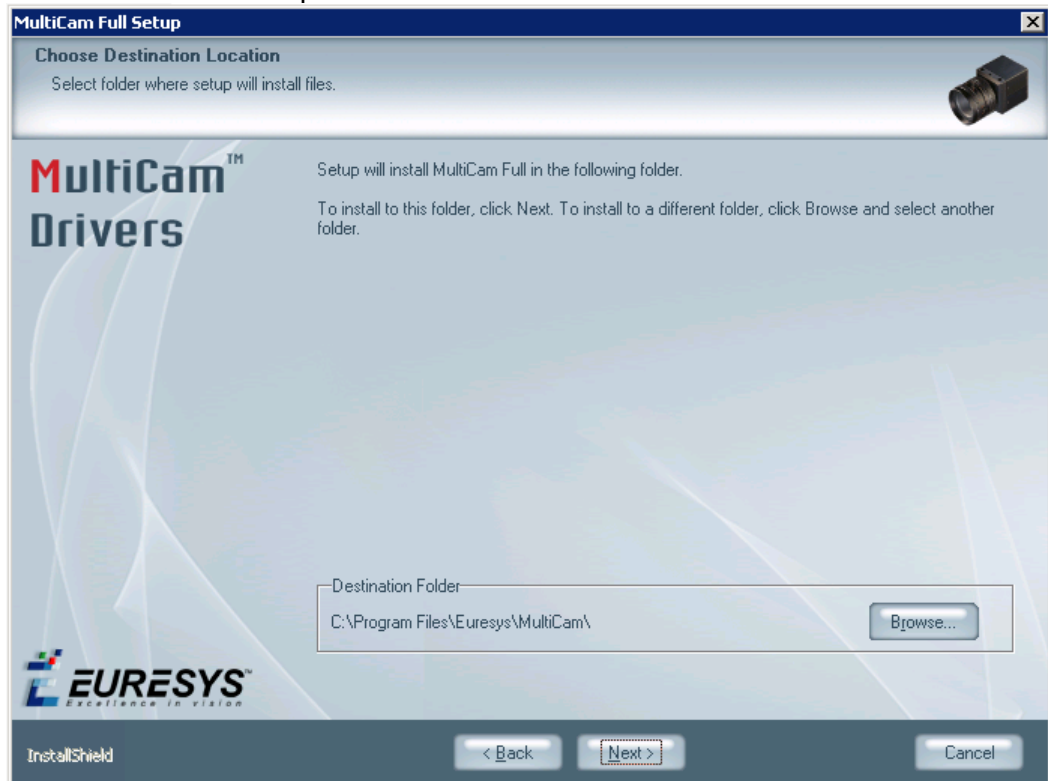 MultiCam Full Setup
Choose Destination Location
Select folder where setup will install files.
MultiCam™
Drivers
Setup will install MultiCam Full in the following folder.
To install to this folder, click Next. To install to a different folder, click Browse and select another
folder.
Destination Folder
C:\Program Files\Euresys\MultiCam\
Browse...
EURESYS™
Excellence in vision
InstallShield
< Back
Next >
Cancel